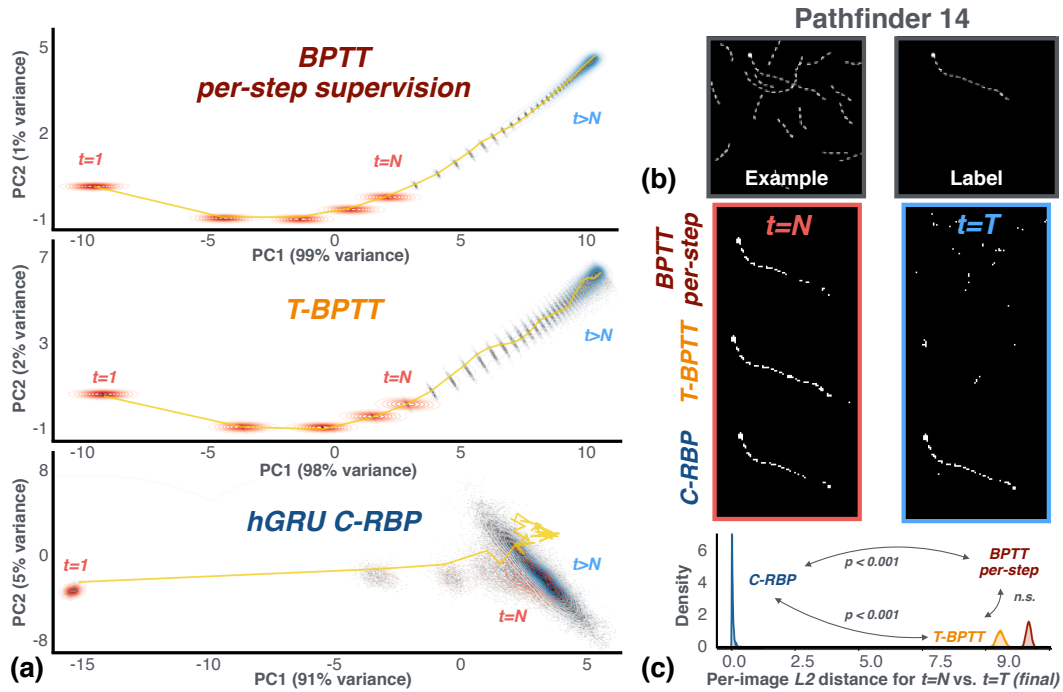 BPTT
per-step supervision
PC2 (1% variance)
5
2
-1
t=1
t=N
t>N
-10
-5
0
5
10
PC1 (99% variance)
T-BPTT
PC2 (2% variance)
7
3
-1
t=1
t=N
t>N
-10
-5
0
5
10
PC1 (98% variance)
hGRU C-RBP
PC2 (5% variance)
8
0
-8
t=1
t=N
t>N
-15
-10
-5
0
5
PC1 (91% variance)
(a)
Pathfinder 14
Example
Label
(b)
t=N
t=T
BPTT
per-step
T-BPTT
C-RBP
Density
6
4
2
0
C-RBP
p < 0.001
BPTT
per-step
n.s.
p < 0.001
T-BPTT
0.0
2.5
5.0
7.5
9.0
(c)
Per-image L2 distance for t=N vs. t=T (final)